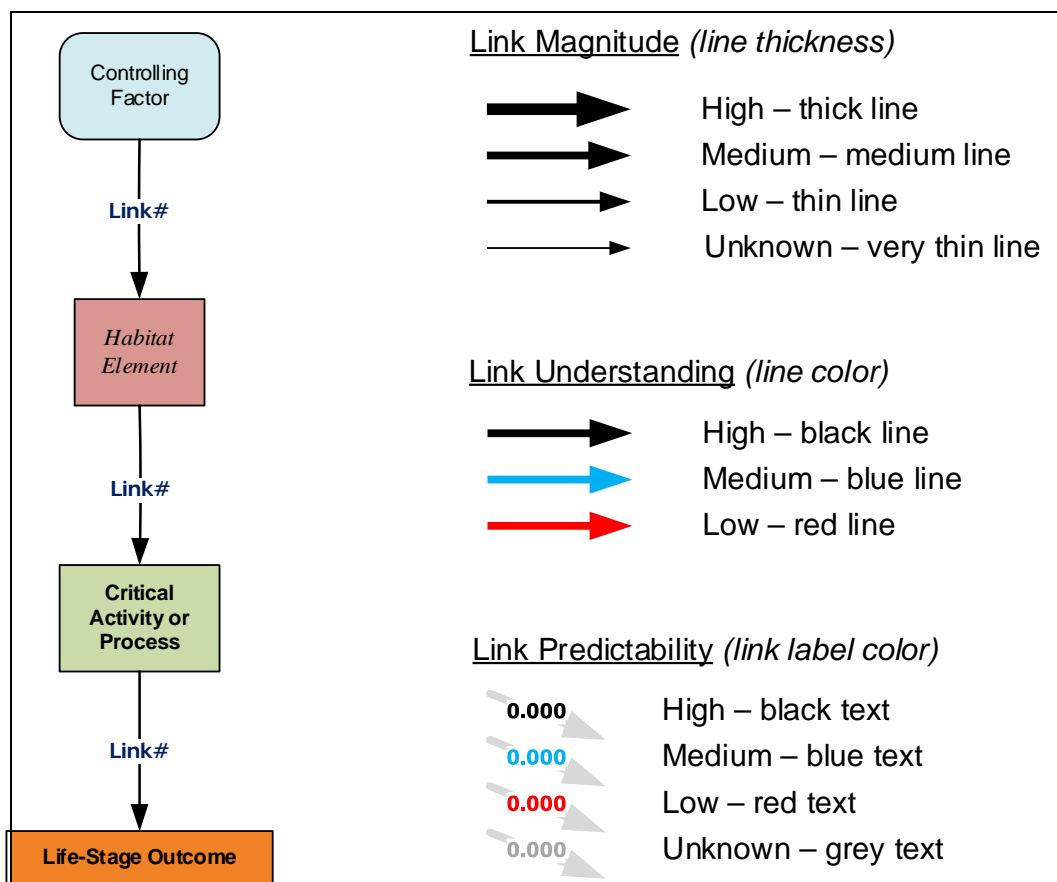 Controlling
Factor
Link#
Habitat
Element
Link#
Critical
Activity or
Process
Link#
Life-Stage Outcome
Link Magnitude (line thickness)
High – thick line
Medium – medium line
Low – thin line
Unknown – very thin line
Link Understanding (line color)
High – black line
Medium – blue line
Low – red line
Link Predictability (link label color)
0.000 High – black text
0.000 Medium – blue text
0.000 Low – red text
0.000 Unknown – grey text